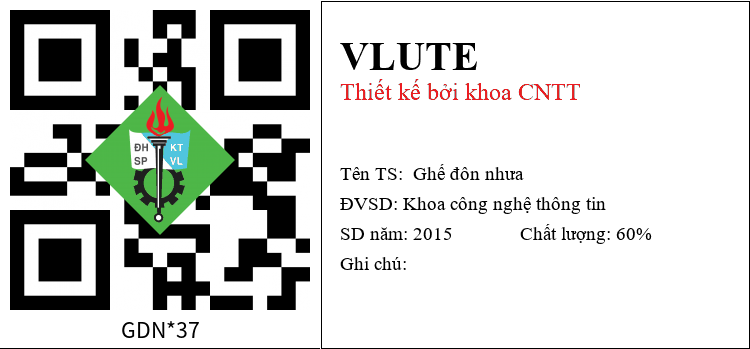 ĐH KT
SP VL
GDN*37
VLUTE
Thiết kế bởi khoa CNTT
Tên TS: Ghế đôn nhưa
ĐVSD: Khoa công nghệ thông tin
SD năm: 2015 Chất lượng: 60%
Ghi chú: